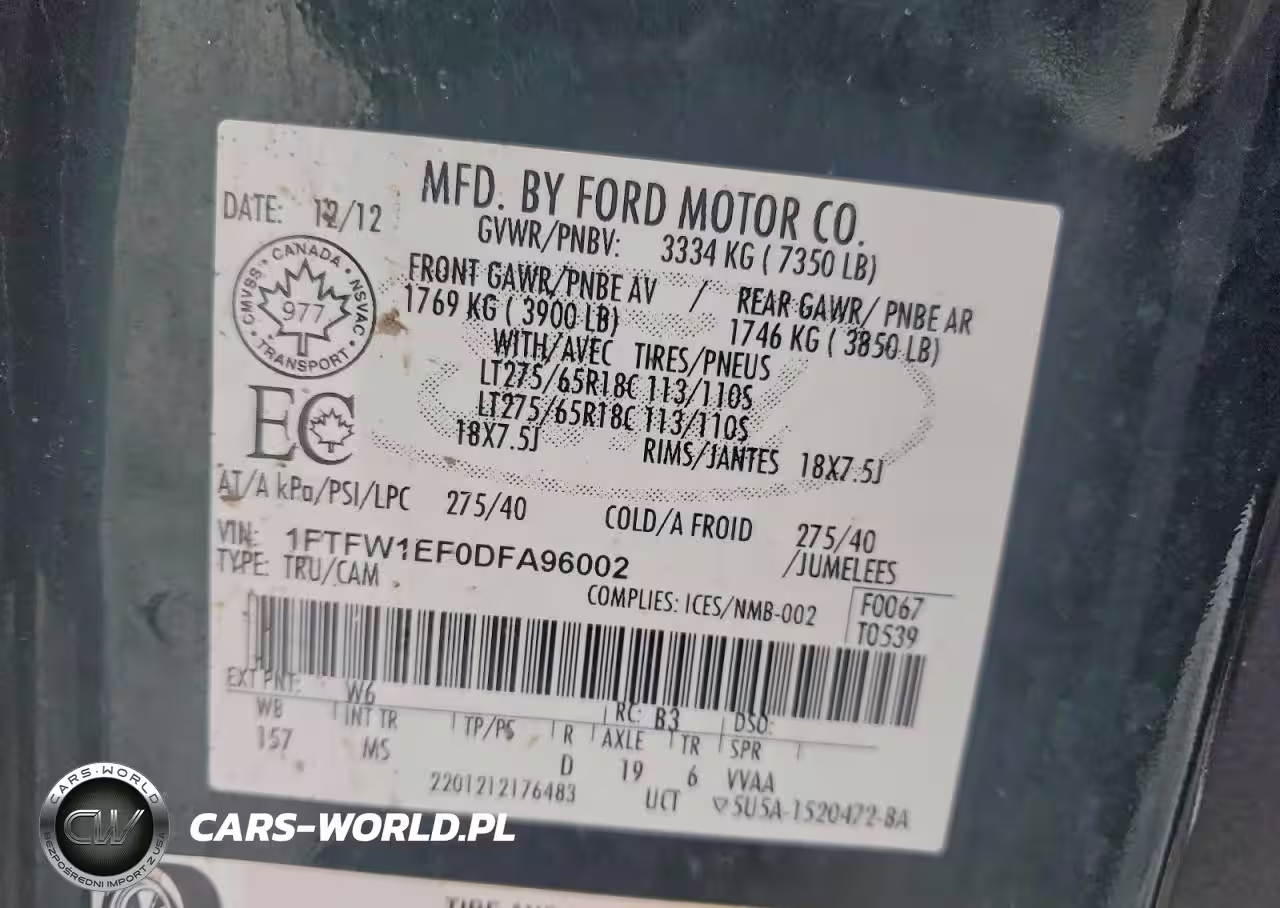 MFD. BY FORD MOTOR CO.
DATE: 12/12
GVWR/PNBV: 3334 KG ( 7350 LB)
FRONT GAWR/PNBE AV / REAR GAWR/ PNBE AR
1769 KG ( 3900 LB) 1746 KG ( 3850 LB)
WITH/AVEC TIRES/PNEUS
LT275/65R18C 113/110S
LT275/65R18C 113/110S
18X7.5J RIMS/JANTES 18X7.5J
CMVSS • CANADA • NSVAC • TRANSPORT •
977
EC
AT/A kPa/PSI/LPC 275/40 COLD/A FROID 275/40
VIN: 1FTFW1EF0DFA96002 /JUMELEES
TYPE: TRU/CAM
COMPLIES: ICES/NMB-002 F0067
T0539
EXT PNT: W6 RC: B3 DSO:
WB INT TR TP/PS R AXLE TR SPR
157 MS D 19 6 VVAA
2201212176483 UCT 5U5A-1520472-BA
CARS-WORLD
CW
BEZPOŚREDNI IMPORT Z USA
CARS-WORLD.PL